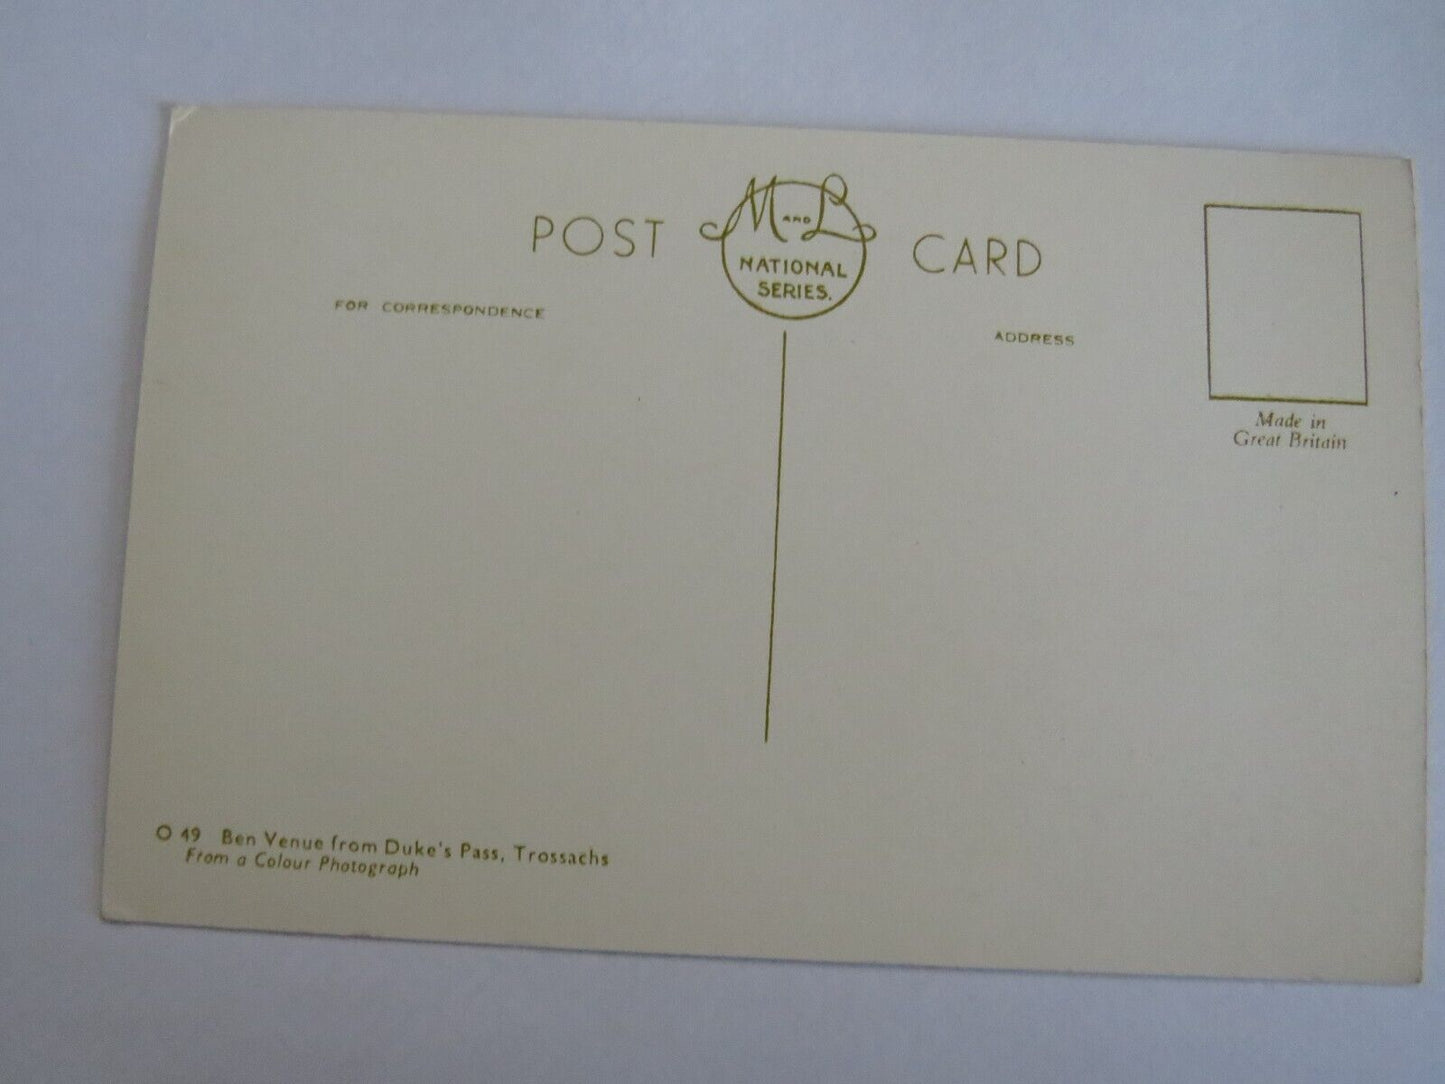 POST CARD
M AND L
NATIONAL
SERIES.
FOR CORRESPONDENCE
ADDRESS
Made in
Great Britain
O 49 Ben Venue from Duke's Pass, Trossachs
From a Colour Photograph